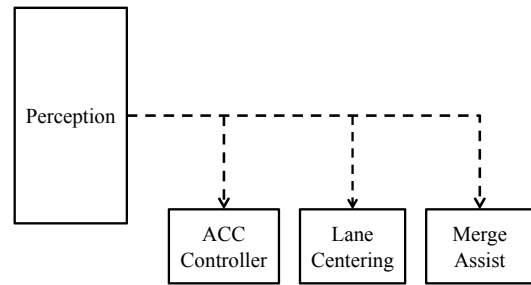 Perception
ACC
Controller
Lane
Centering
Merge
Assist